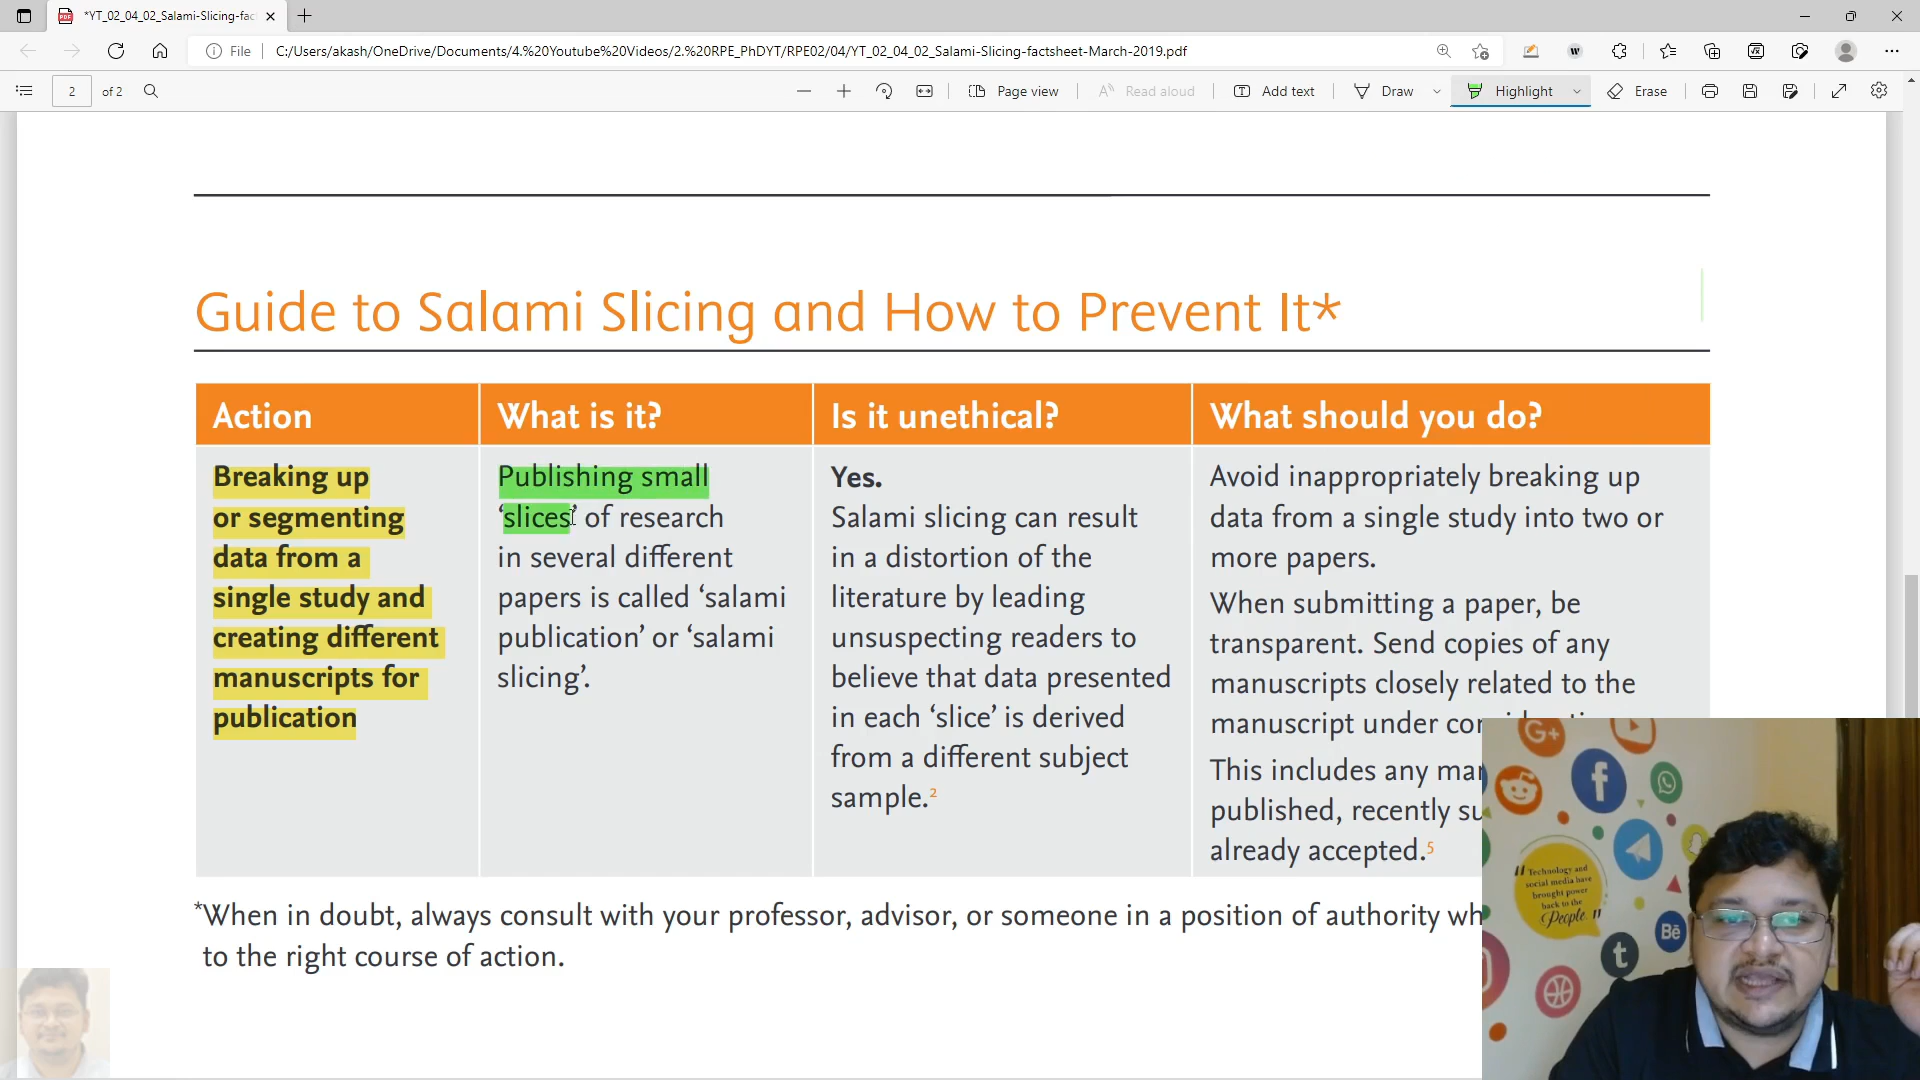 *YT_02_04_02_Salami-Slicing-fac
File
C:/Users/akash/OneDrive/Documents/4.%20Youtube%20Videos/2.%20RPE_PhDYT/RPE02/04/YT_02_04_02_Salami-Slicing-factsheet-March-2019.pdf
2 of 2
Page view
Read aloud
Add text
Draw
Highlight
Erase
Guide to Salami Slicing and How to Prevent It*
Action
Breaking up
or segmenting
data from a
single study and
creating different
manuscripts for
publication
What is it?
Publishing small
‘slices’ of research
in several different
papers is called ‘salami
publication’ or ‘salami
slicing’.
Is it unethical?
Yes.
Salami slicing can result
in a distortion of the
literature by leading
unsuspecting readers to
believe that data presented
in each ‘slice’ is derived
from a different subject
sample.2
What should you do?
Avoid inappropriately breaking up
data from a single study into two or
more papers.
When submitting a paper, be
transparent. Send copies of any
manuscripts closely related to the
manuscript under
This includes any
published, recently
already accepted.5
*When in doubt, always consult with your professor, advisor, or someone in a position of authority
to the right course of action.
G+
"Technology and
social media have
brought power
back to the
People "
Bē